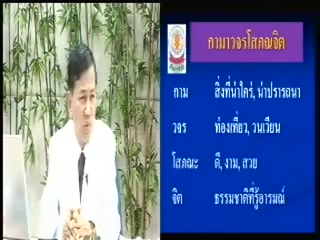 กามาวจรโสภณจิต
กาม สิ่งที่น่าใคร่, น่าปรารถนา
วจร ท่องเที่ยว, วนเวียน
โสภณะ ดี, งาม, สวย
จิต ธรรมชาติที่รู้อารมณ์